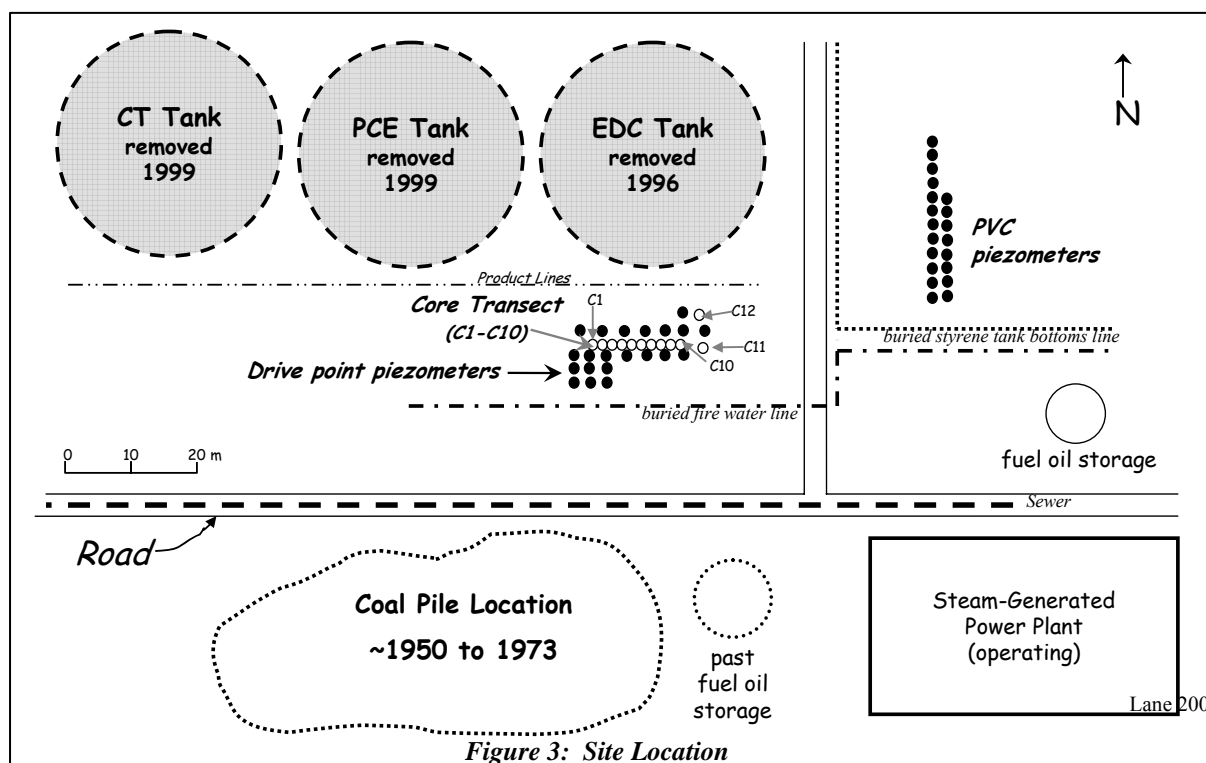 CT Tank
removed
1999
PCE Tank
removed
1999
EDC Tank
removed
1996
N
PVC
piezometers
Product Lines
Core Transect
(C1-C10)
C1
C12
C11
C10
Drive point piezometers
buried styrene tank bottoms line
buried fire water line
0 10 20 m
fuel oil storage
Sewer
Road
Coal Pile Location
~1950 to 1973
past
fuel oil
storage
Steam-Generated
Power Plant
(operating)
Lane 200
Figure 3: Site Location